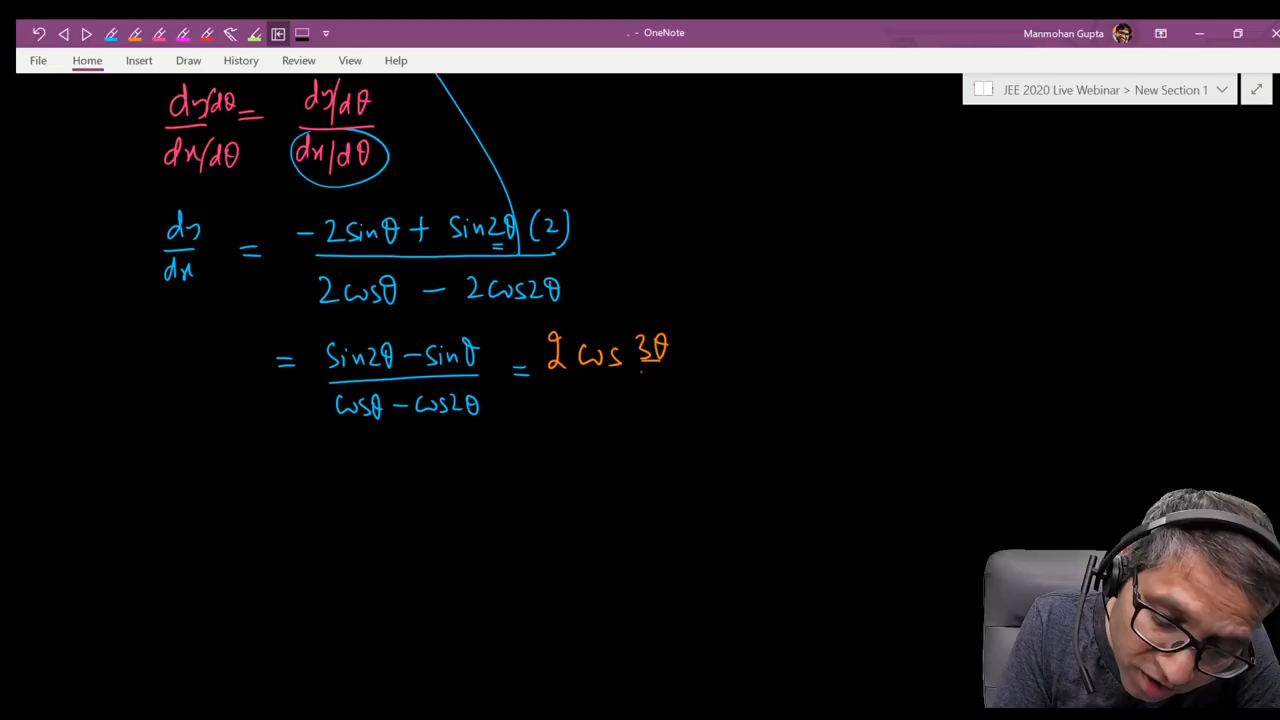 . - OneNote
Manmohan Gupta
File Home Insert Draw History Review View Help
JEE 2020 Live Webinar > New Section 1
dy/dθ / dx/dθ = dy/dθ / dx/dθ
dy/dx = - 2 sinθ + sin2θ (2) / 2cosθ - 2cos2θ
= sin2θ - sinθ / cosθ - cos2θ = 2 cos 3θ